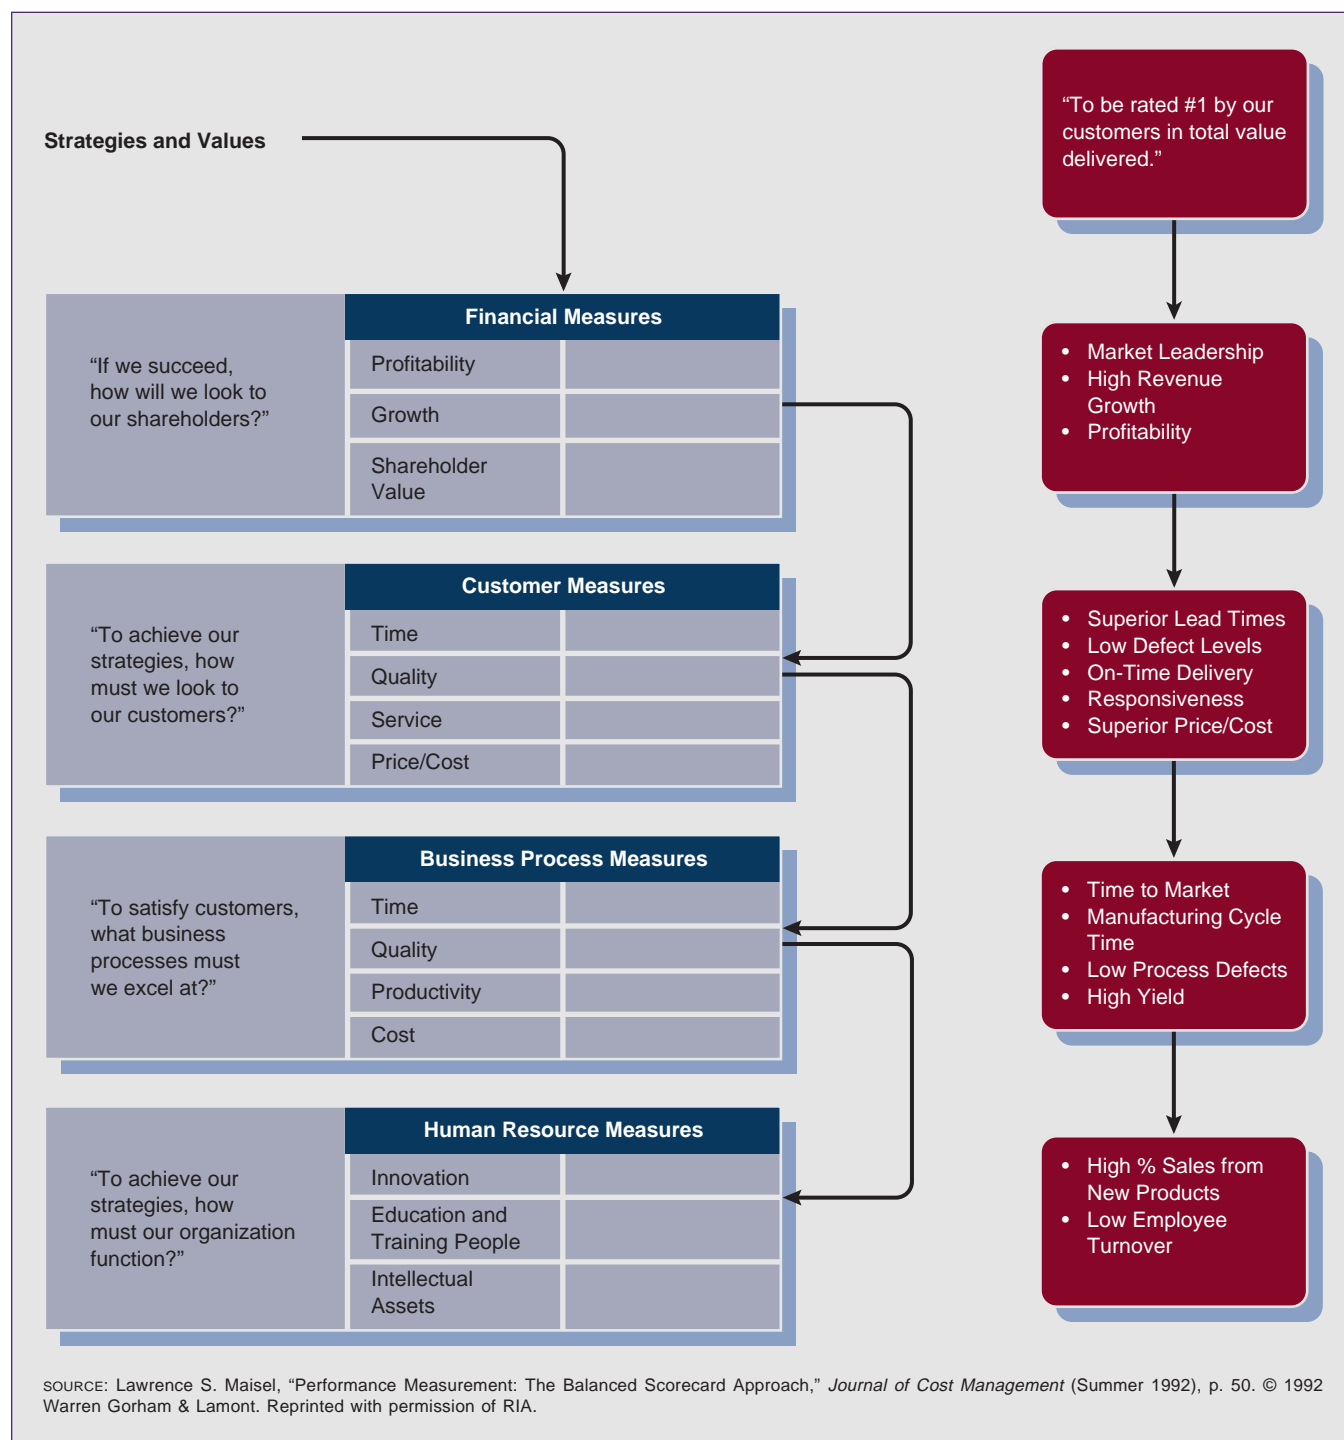 Strategies and Values
“To be rated #1 by our
customers in total value
delivered.”
“If we succeed,
how will we look to
our shareholders?”
Financial Measures
Profitability
Growth
Shareholder
Value
• Market Leadership
• High Revenue
Growth
• Profitability
“To achieve our
strategies, how
must we look to
our customers?”
Customer Measures
Time
Quality
Service
Price/Cost
• Superior Lead Times
• Low Defect Levels
• On-Time Delivery
• Responsiveness
• Superior Price/Cost
“To satisfy customers,
what business
processes must
we excel at?”
Business Process Measures
Time
Quality
Productivity
Cost
• Time to Market
• Manufacturing Cycle
Time
• Low Process Defects
• High Yield
“To achieve our
strategies, how
must our organization
function?”
Human Resource Measures
Innovation
Education and
Training People
Intellectual
Assets
• High % Sales from
New Products
• Low Employee
Turnover
SOURCE: Lawrence S. Maisel, “Performance Measurement: The Balanced Scorecard Approach,” Journal of Cost Management (Summer 1992), p. 50. © 1992
Warren Gorham & Lamont. Reprinted with permission of RIA.